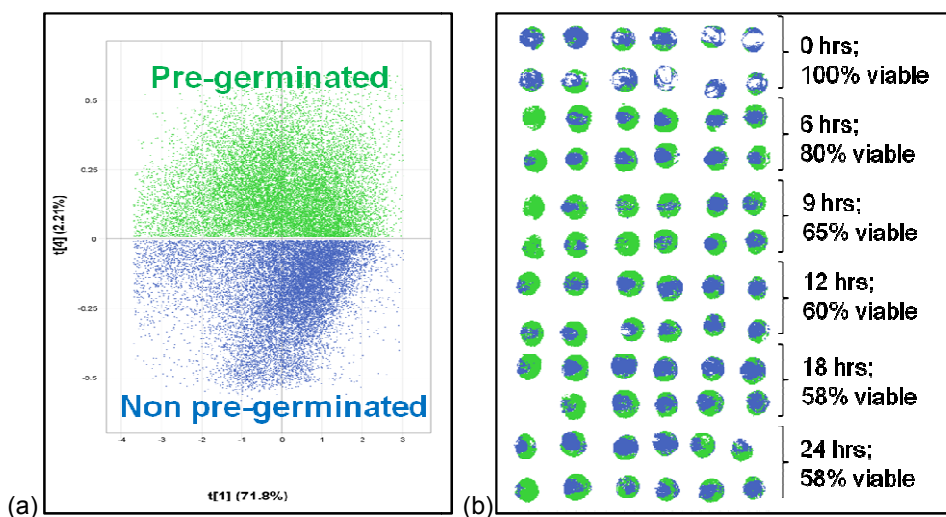 Pre-germinated
0.5
0.25
0
-0.25
-0.5
t[4] (2.21%)
Non pre-germinated
-4 -3 -2 -1 0 1 2 3
t[1] (71.8%)
(a)
0 hrs;
100% viable
6 hrs;
80% viable
9 hrs;
65% viable
12 hrs;
60% viable
18 hrs;
58% viable
24 hrs;
58% viable
(b)